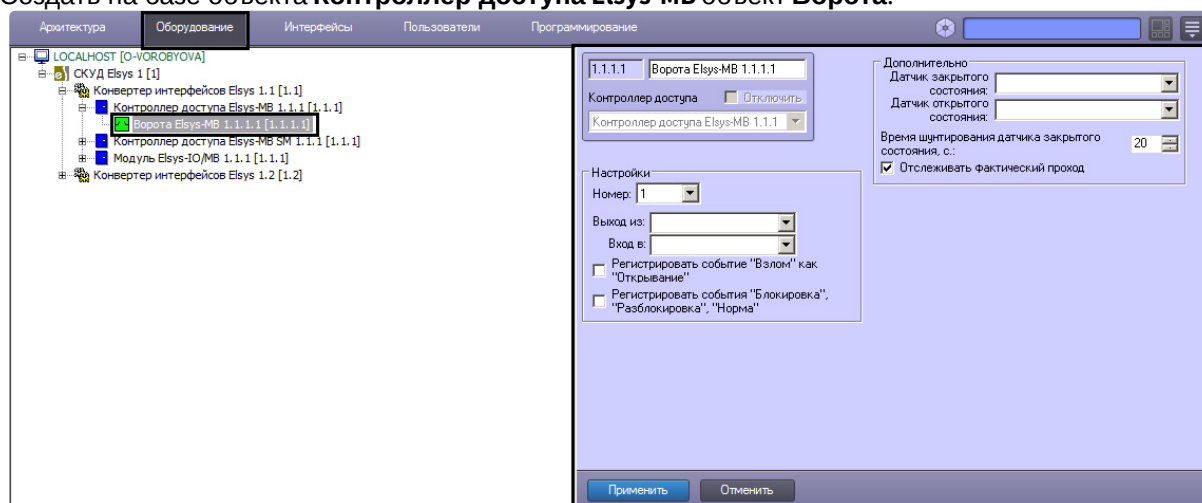 Создать на базе объекта Контроллер доступа Elsys-MB объект Ворота.
Архитектура Оборудование Интерфейсы Пользователи Программирование
LOCALHOST [O-VOROBYOVA]
СКУД Elsys 1 [1]
Конвертер интерфейсов Elsys 1.1 [1.1]
Контроллер доступа Elsys-MB 1.1.1 [1.1.1]
Ворота Elsys-MB 1.1.1.1 [1.1.1.1]
Контроллер доступа Elsys-MB SM 1.1.1 [1.1.1]
Модуль Elsys-IO/MB 1.1.1 [1.1.1]
Конвертер интерфейсов Elsys 1.2 [1.2]
1.1.1.1 Ворота Elsys-MB 1.1.1.1
Контроллер доступа Отключить
Контроллер доступа Elsys-MB 1.1.1
Настройки
Номер: 1
Выход из:
Вход в:
Регистрировать событие "Взлом" как
"Открывание"
Регистрировать события "Блокировка",
"Разблокировка", "Норма"
Дополнительно
Датчик закрытого
состояния:
Датчик открытого
состояния:
Время шунтирования датчика закрытого
состояния, с.: 20
Отслеживать фактический проход
Применить Отменить